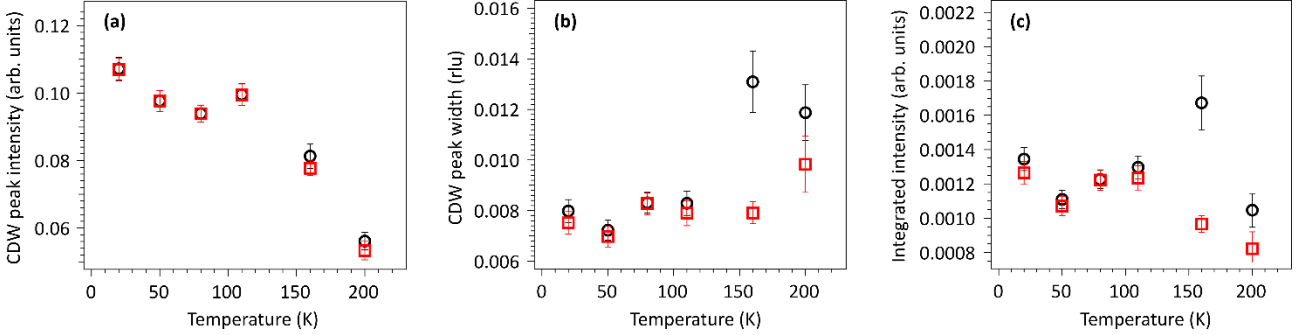 (a)
CDW peak intensity (arb. units)
0.12
0.10
0.08
0.06
0 50 100 150 200
Temperature (K)
(b)
CDW peak width (rlu)
0.016
0.014
0.012
0.010
0.008
0.006
0 50 100 150 200
Temperature (K)
(c)
Integrated intensity (arb. units)
0.0022
0.0020
0.0018
0.0016
0.0014
0.0012
0.0010
0.0008
0 50 100 150 200
Temperature (K)